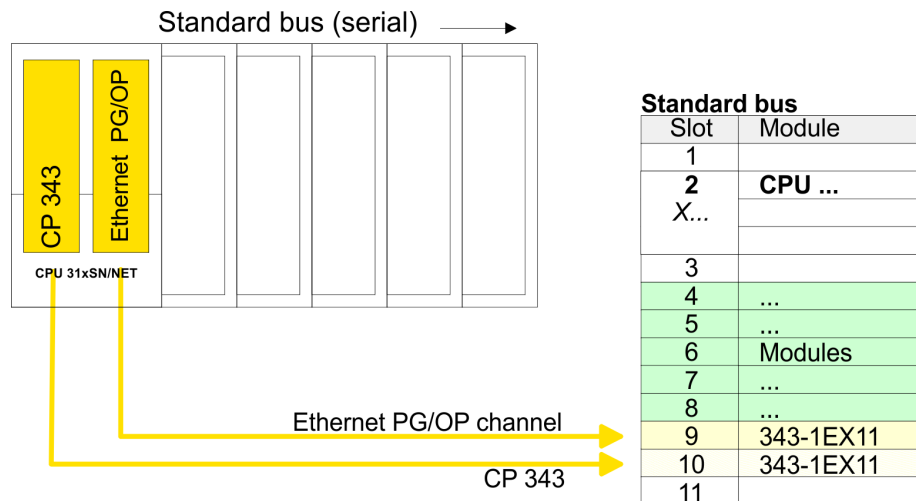 Standard bus (serial)
CP 343
Ethernet PG/OP
CPU 31xSN/NET
Ethernet PG/OP channel
CP 343
Standard bus
Slot Module
1
2 CPU ...
X...
3
4 ...
5 ...
6 Modules
7 ...
8 ...
9 343-1EX11
10 343-1EX11
11